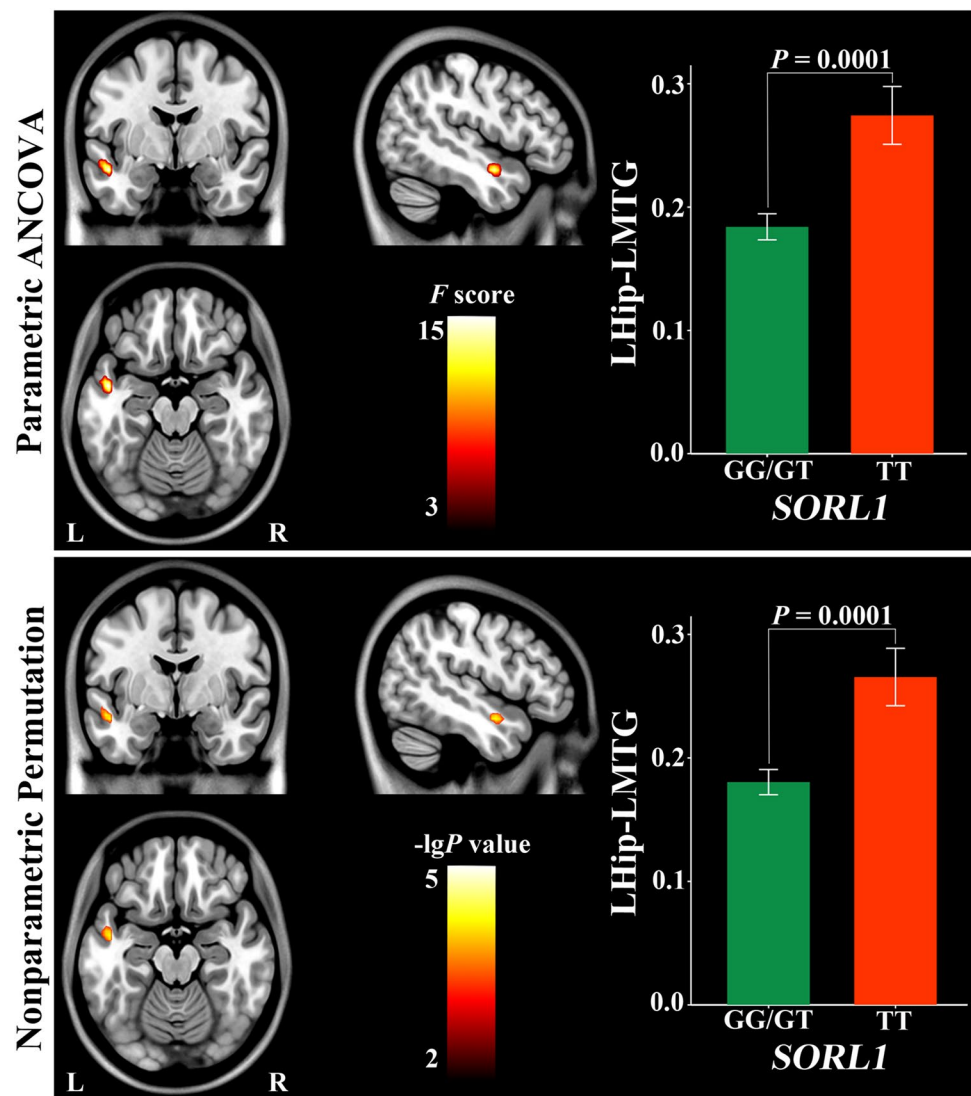 Parametric ANCOVA
F score
15
3
L
R
P = 0.0001
LHip-LMTG
0.3
0.2
0.1
0.0
GG/GT
TT
SORL1
Nonparametric Permutation
-lgP value
5
2
L
R
P = 0.0001
LHip-LMTG
0.3
0.2
0.1
0.0
GG/GT
TT
SORL1